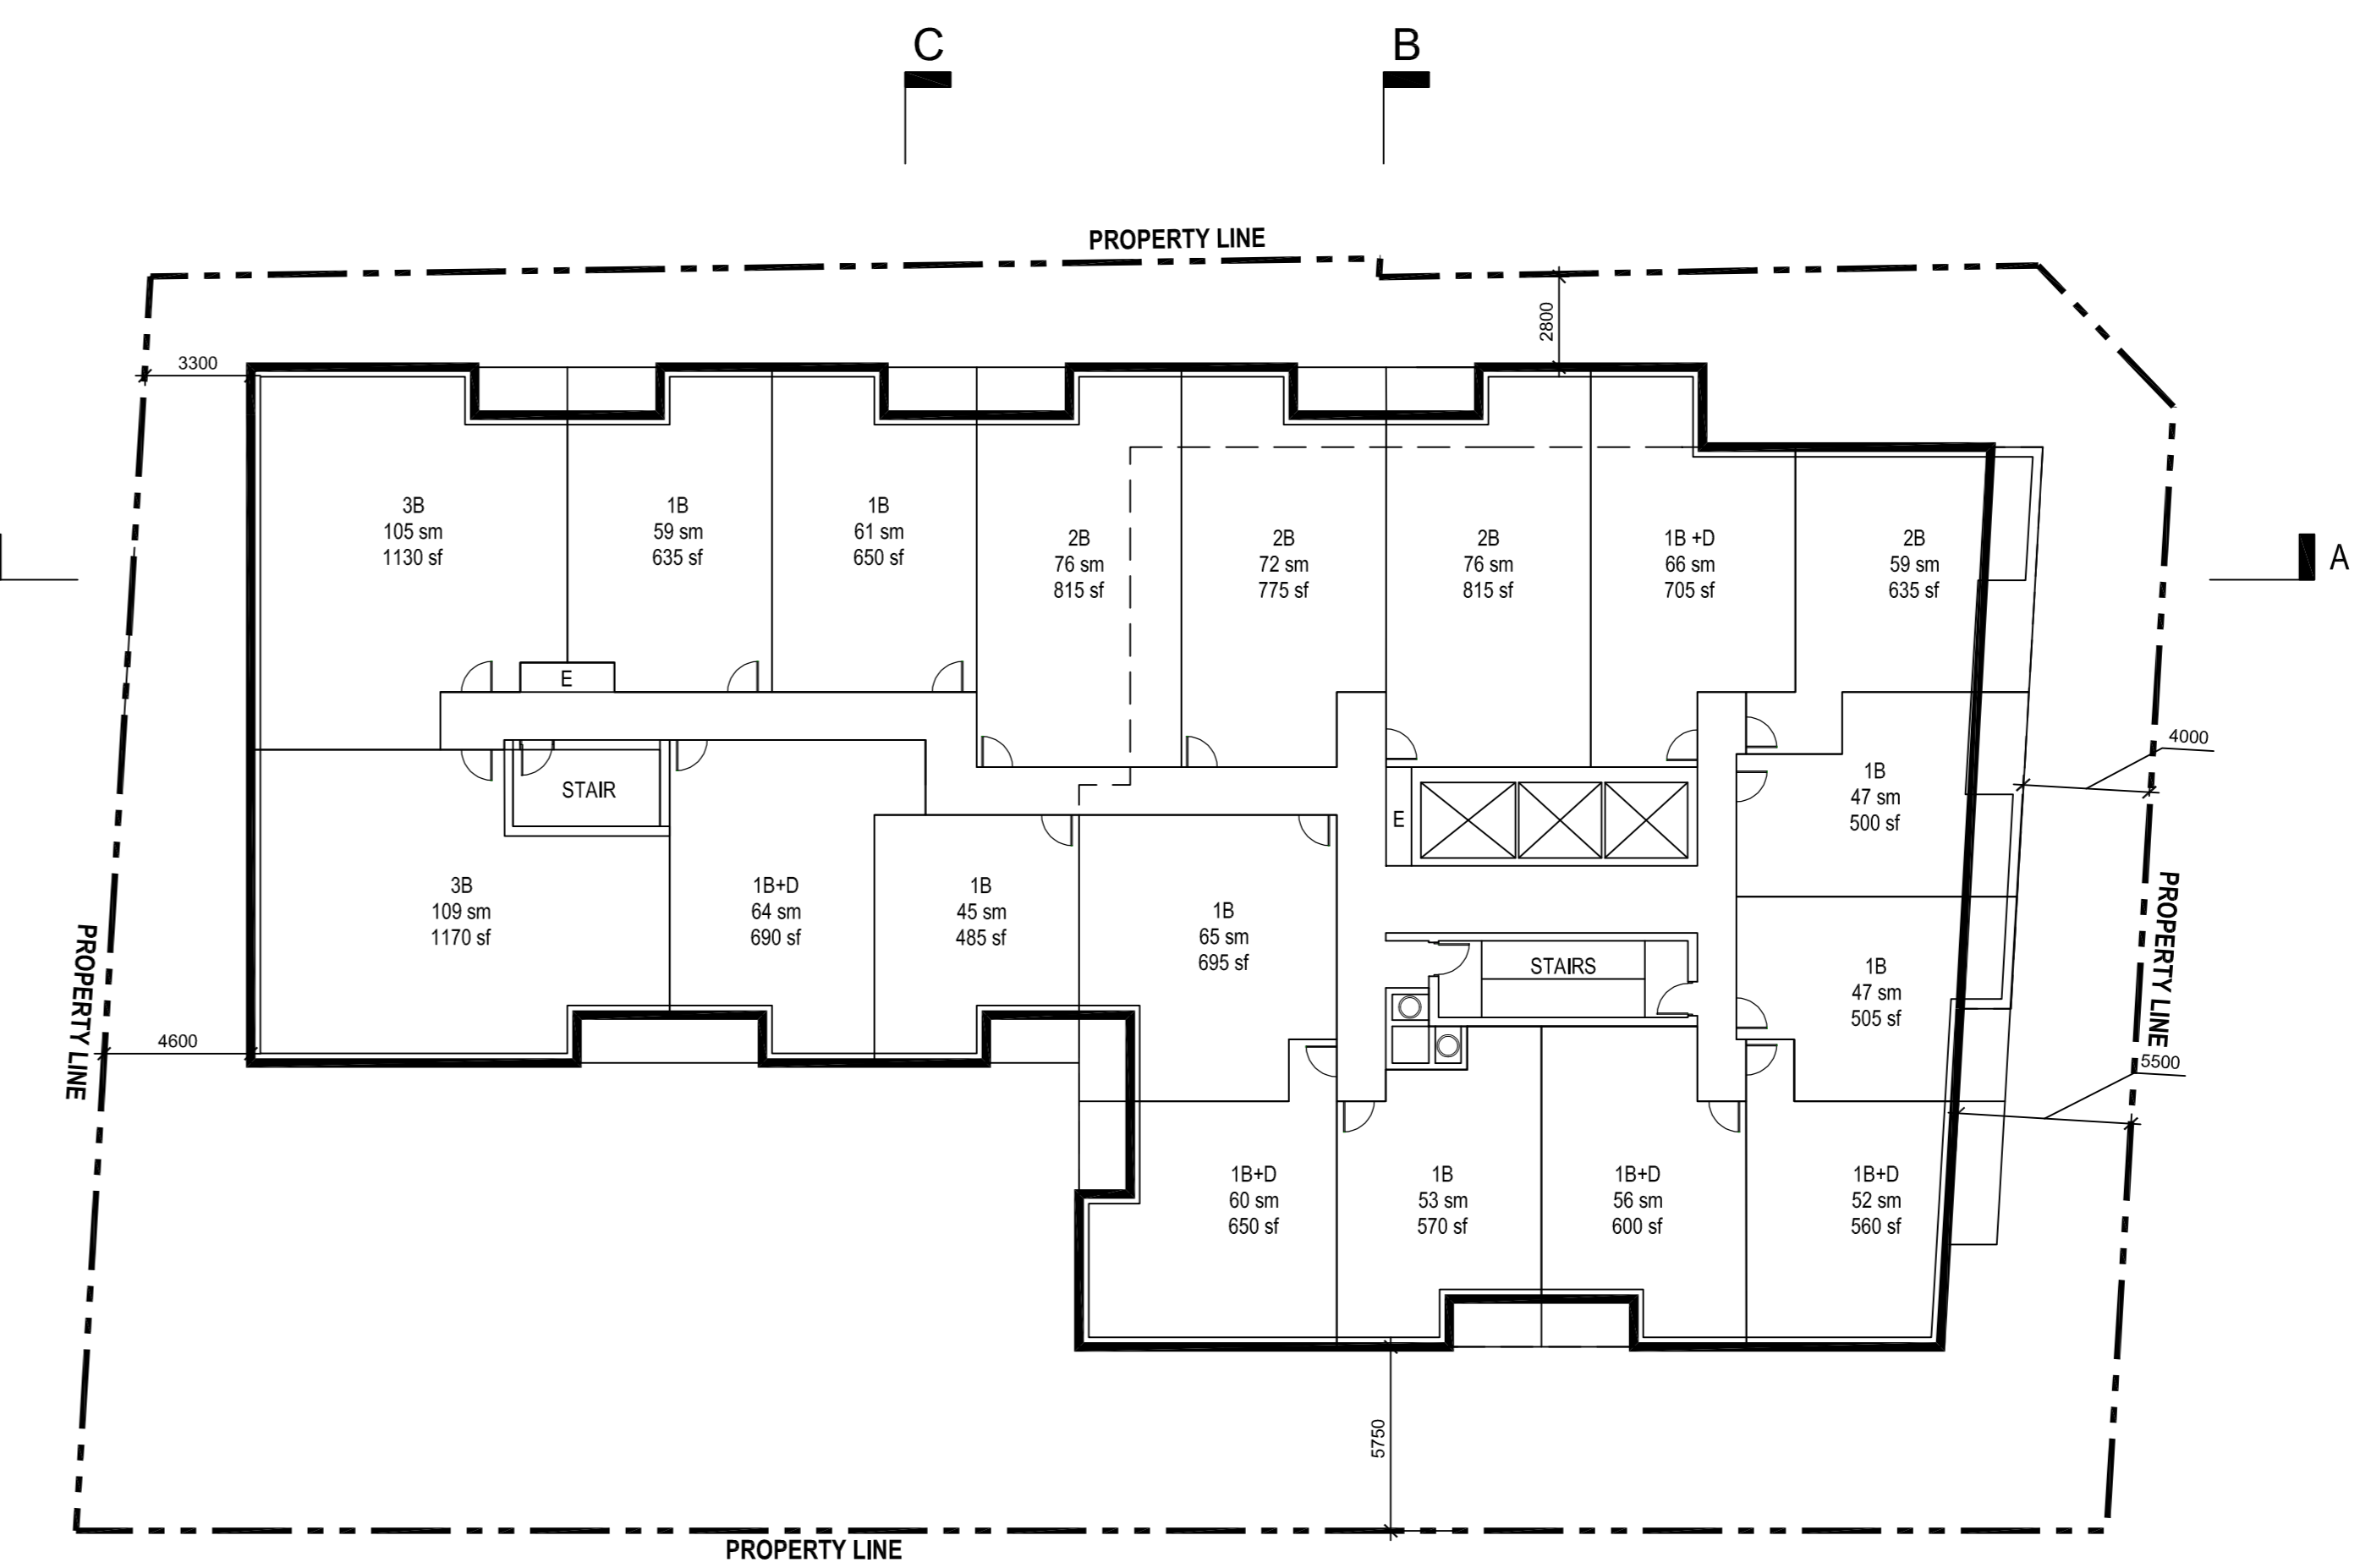 C
B
PROPERTY LINE
2800
3300
3B
105 sm
1130 sf
1B
59 sm
635 sf
1B
61 sm
650 sf
2B
76 sm
815 sf
2B
72 sm
775 sf
2B
76 sm
815 sf
1B +D
66 sm
705 sf
2B
59 sm
635 sf
A
E
STAIR
E
4000
1B
47 sm
500 sf
3B
109 sm
1170 sf
1B+D
64 sm
690 sf
1B
45 sm
485 sf
1B
65 sm
695 sf
STAIRS
1B
47 sm
505 sf
PROPERTY LINE
PROPERTY LINE
4600
5500
1B+D
60 sm
650 sf
1B
53 sm
570 sf
1B+D
56 sm
600 sf
1B+D
52 sm
560 sf
5750
PROPERTY LINE